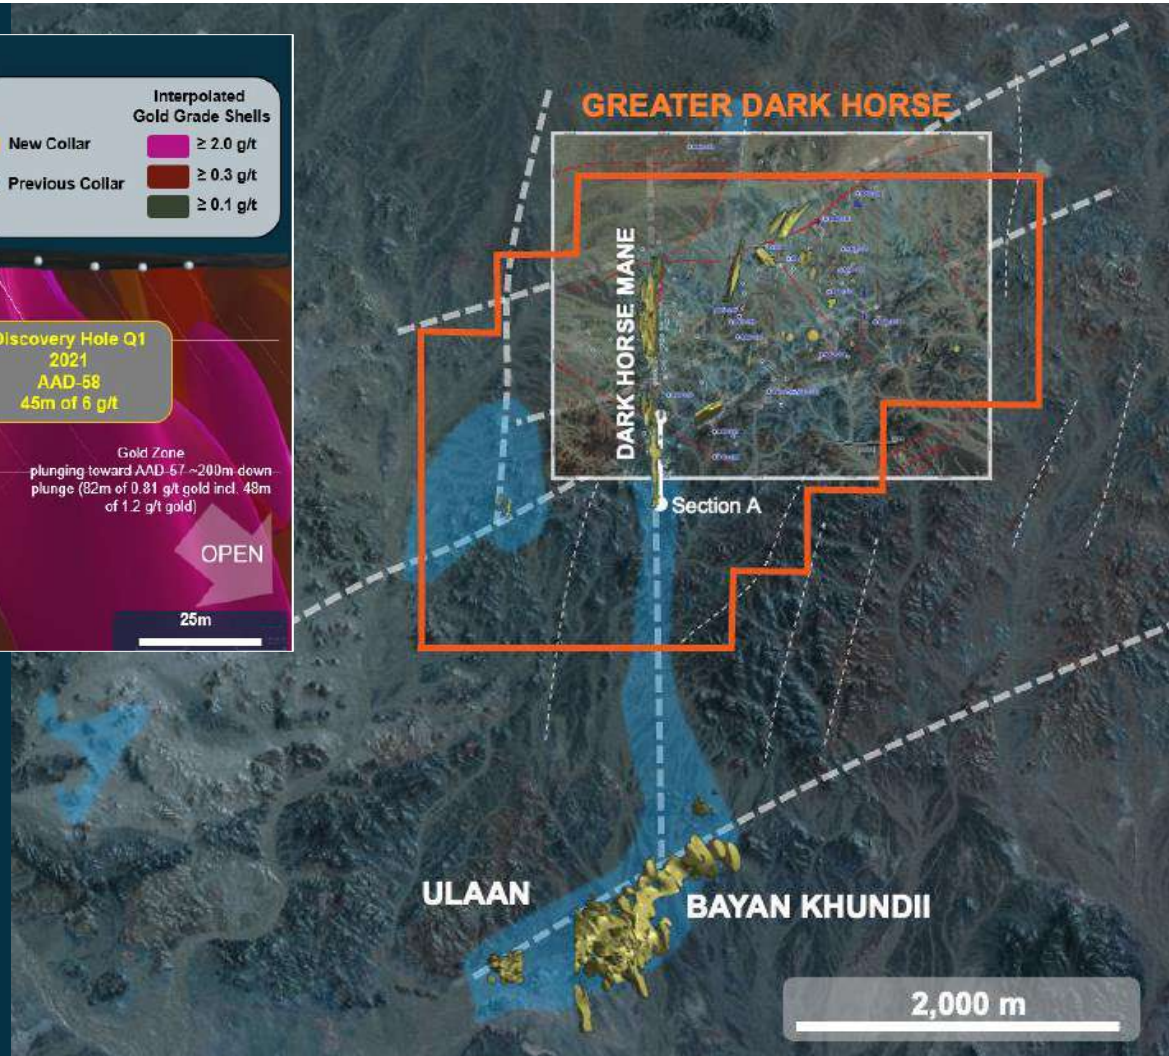 Interpolated
Gold Grade Shells
New Collar
≥ 2.0 g/t
Previous Collar
≥ 0.3 g/t
≥ 0.1 g/t
Discovery Hole Q1
2021
AAD-58
45m of 6 g/t
Gold Zone
plunging toward AAD-57 ~200m down
plunge (82m of 0.81 g/t gold incl. 48m
of 1.2 g/t gold)
OPEN
25m
GREATER DARK HORSE
DARK HORSE MANE
Section A
ULAAN
BAYAN KHUNDII
2,000 m